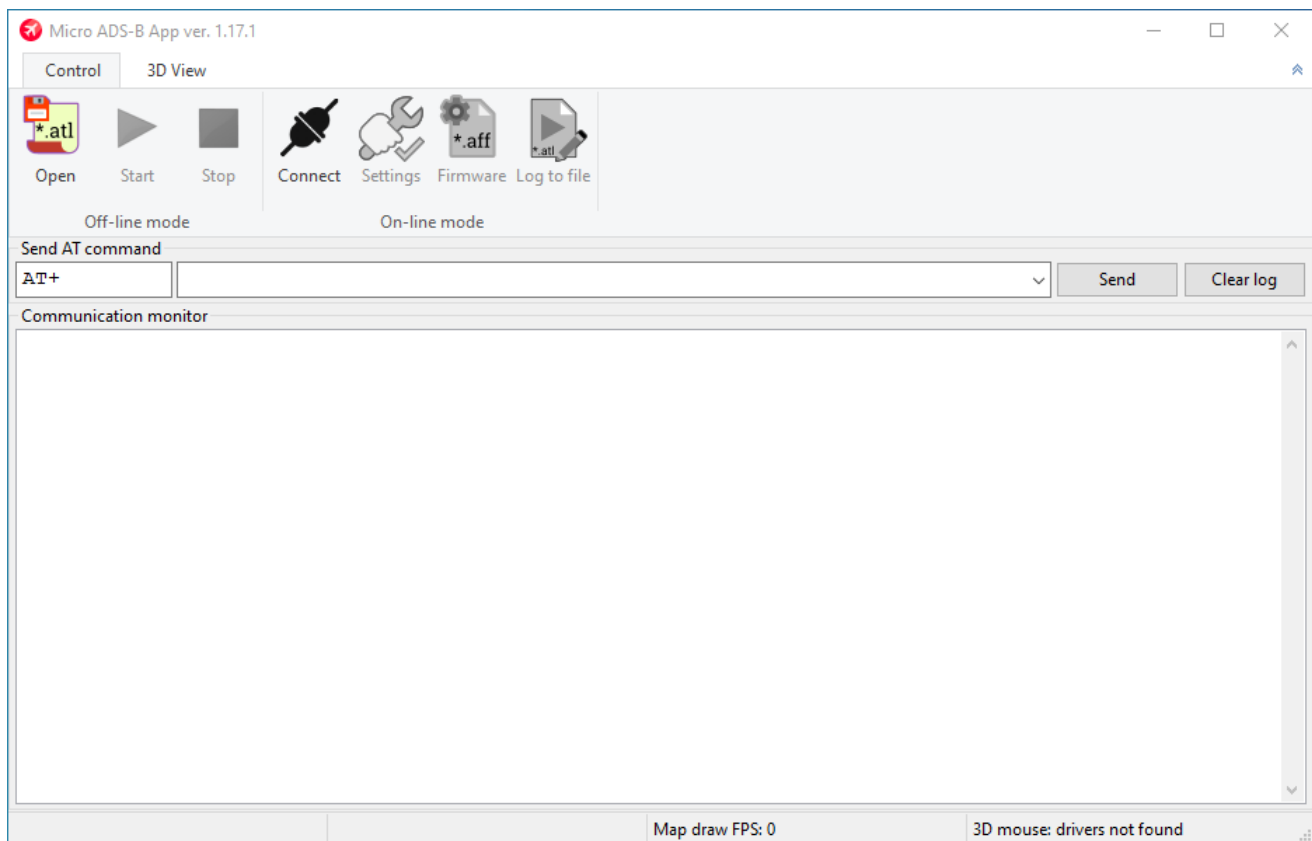 Micro ADS-B App ver. 1.17.1
Control 3D View
*.atl *.aff *.atl
Open Start Stop Connect Settings Firmware Log to file
Off-line mode On-line mode
Send AT command
AT+ Send Clear log
Communication monitor
Map draw FPS: 0 3D mouse: drivers not found